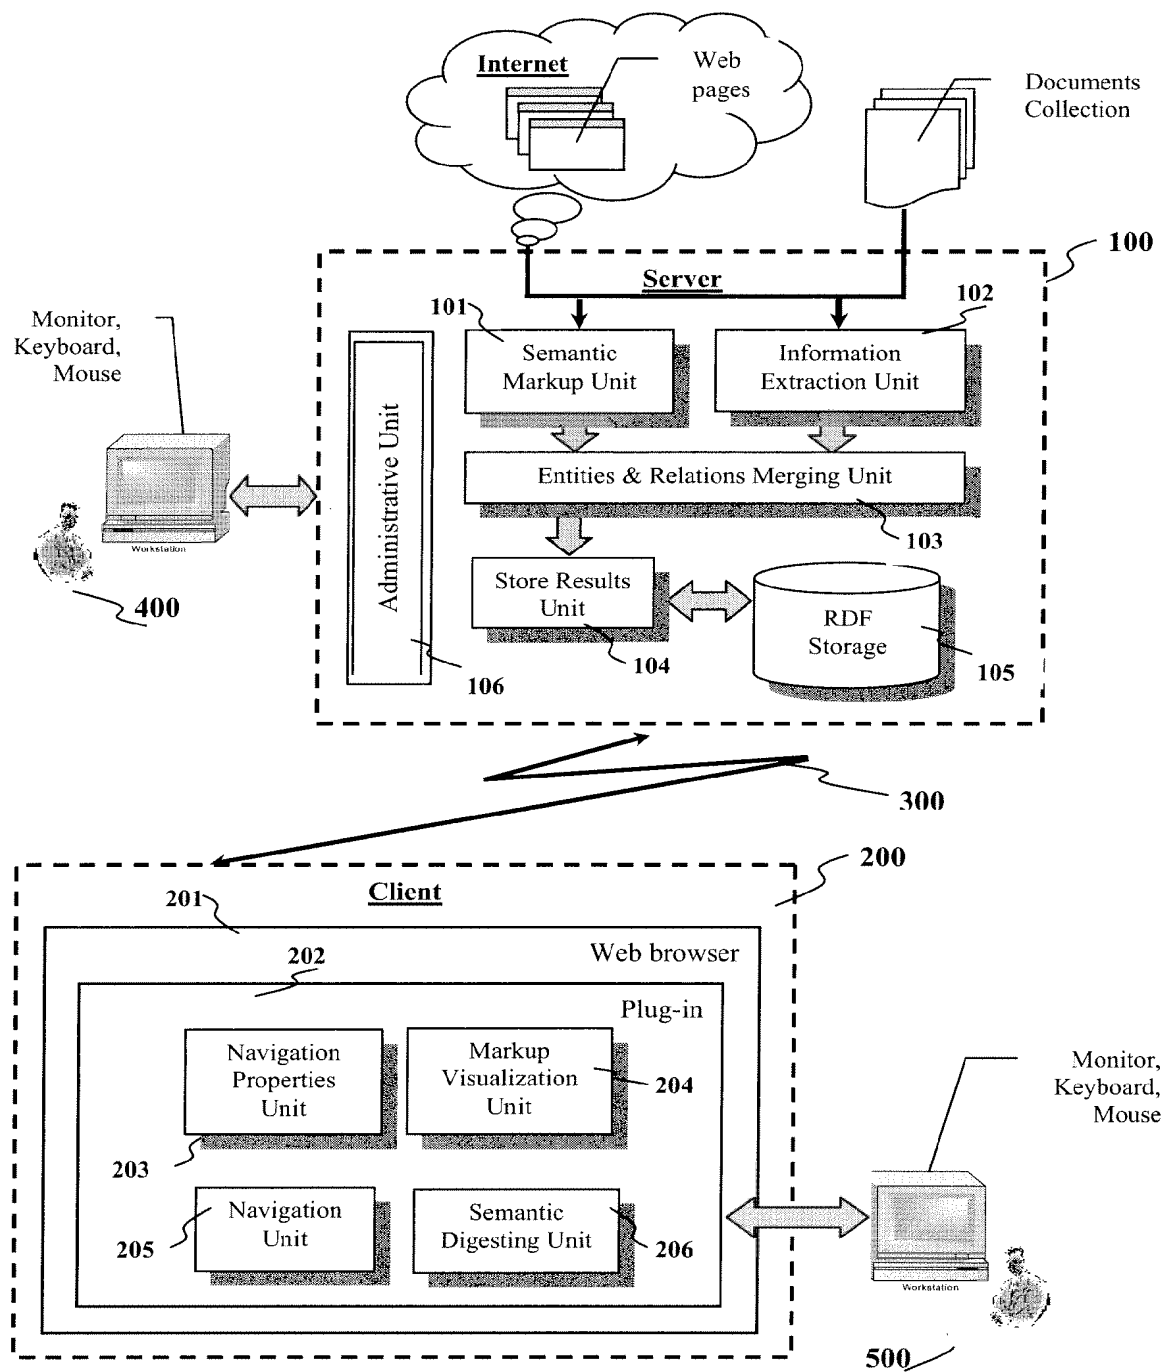 Internet
Web
pages
Documents
Collection
100
Server
101
102
Monitor,
Keyboard,
Mouse
Semantic
Markup Unit
Information
Extraction Unit
Administrative Unit
Entities & Relations Merging Unit
103
Workstation
400
Store Results
Unit
RDF
Storage
104
105
106
300
200
Client
201
Web browser
202
Plug-in
Navigation
Properties
Unit
Markup
Visualization
Unit
204
203
Monitor,
Keyboard,
Mouse
Navigation
Unit
Semantic
Digesting Unit
205
206
Workstation
500